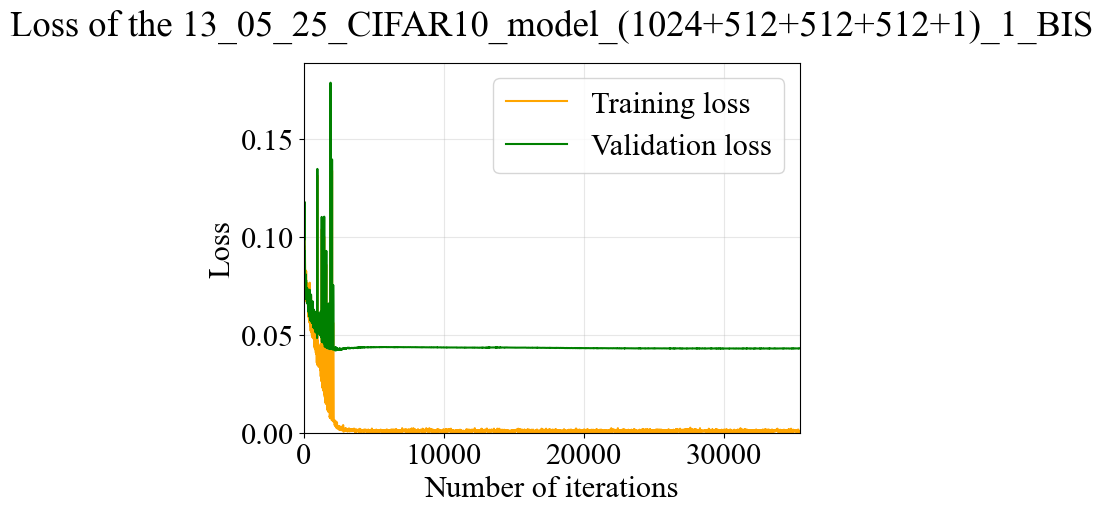 Loss of the 13_05_25_CIFAR10_model_(1024+512+512+512+1)_1_BIS
Training loss
Validation loss
0.15
0.10
0.05
0.00
Loss
0 10000 20000 30000
Number of iterations